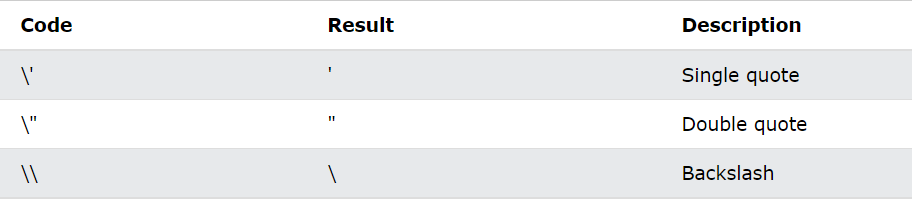 Code Result Description
\' ' Single quote
\" " Double quote
\\ \ Backslash